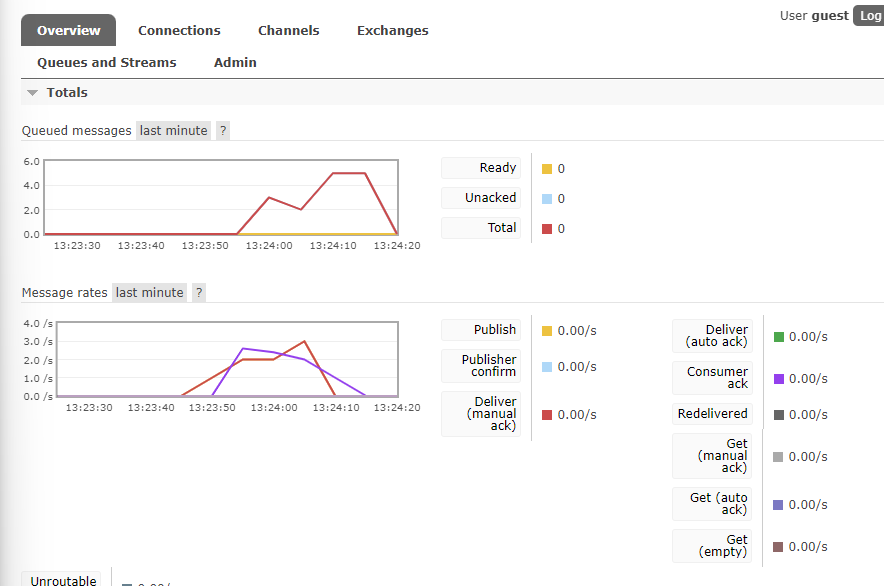 User guest Log
Overview Connections Channels Exchanges
Queues and Streams Admin
Totals
Queued messages last minute ?
6.0
4.0
2.0
0.0
13:23:30 13:23:40 13:23:50 13:24:00 13:24:10 13:24:20
Ready 0
Unacked 0
Total 0
Message rates last minute ?
4.0 /s
3.0 /s
2.0 /s
1.0 /s
0.0 /s
13:23:30 13:23:40 13:23:50 13:24:00 13:24:10 13:24:20
Publish 0.00/s
Publisher
confirm 0.00/s
Deliver
(manual 0.00/s
ack)
Deliver
(auto ack) 0.00/s
Consumer
ack 0.00/s
Redelivered 0.00/s
Get
(manual 0.00/s
ack)
Get (auto
ack) 0.00/s
Get
(empty) 0.00/s
Unroutable